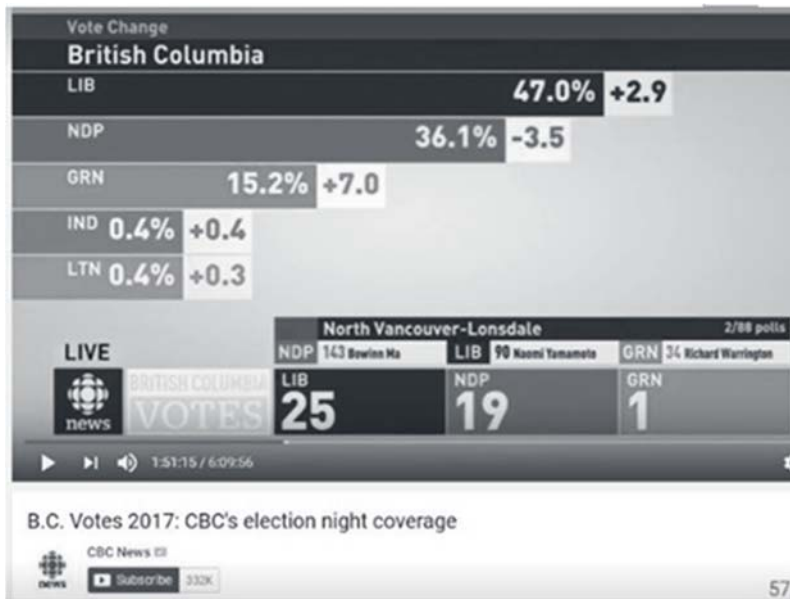 Vote Change
British Columbia
LIB 47.0% +2.9
NDP 36.1% -3.5
GRN 15.2% +7.0
IND 0.4% +0.4
LTN 0.4% +0.3
North Vancouver-Lonsdale 2/88 polls
LIVE
NDP 143 Bowinn Ma LIB 90 Naomi Yamamoto GRN 34 Richard Warrington
news
BRITISH COLUMBIA
VOTES
LIB 25 NDP 19 GRN 1
1:51:15 / 6:09:56
B.C. Votes 2017: CBC's election night coverage
CBC News
news
Subscribe 332K
57